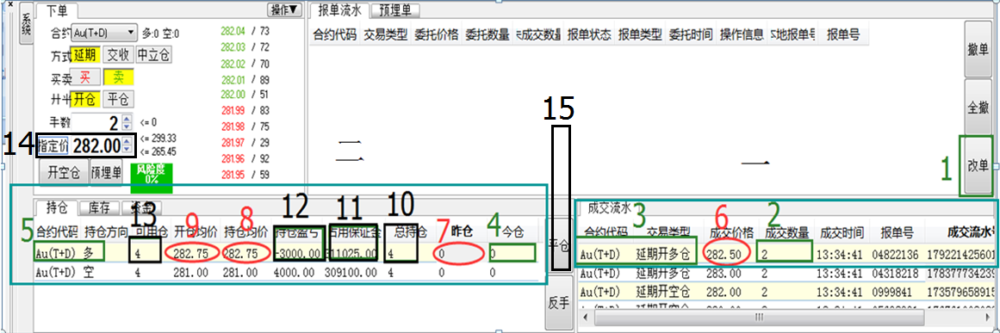 系统
下单
操作▼
合约 Au(T+D) 多:0 空:0
方式 延期 交收 中立仓
买卖 买 卖
开仓 平仓
手数 2 <= 0
14 指定价 282.00 <= 299.33
<= 265.45
开空仓 预埋单 风险度
0%
282.04 / 73
282.03 / 72
282.02 / 70
282.01 / 89
282.00 / 51
281.99 / 83
281.98 / 75
281.97 / 29
281.96 / 92
281.95 / 59
报单流水 预埋单
合约代码 交易类型 委托价格 委托数量 成交数量 报单状态 报单类型 委托时间 操作信息 地报单号 报单号
二 一
撤单
全撤
1 改单
15
平仓
反手
持仓 库存 资金
13 9 8 12 11 10 7 4
5 合约代码 持仓方向 可用仓 开仓均价 持仓均价 持仓盈亏 占用保证金 总持仓 昨仓 今仓
Au(T+D) 多 4 282.75 282.75 -3000.00 311025.00 4 0 0
Au(T+D) 空 4 281.00 281.00 4000.00 309100.00 4 0 0
成交流水
3 6 2
合约代码 交易类型 成交价格 成交数量 成交时间 报单号 成交流水号
Au(T+D) 延期开多仓 282.50 2 13:34:41 04822136 179221425601
Au(T+D) 延期开多仓 283.00 2 13:34:41 04318218 178377734239
Au(T+D) 延期开空仓 282.00 2 13:34:41 0999841 173579658915